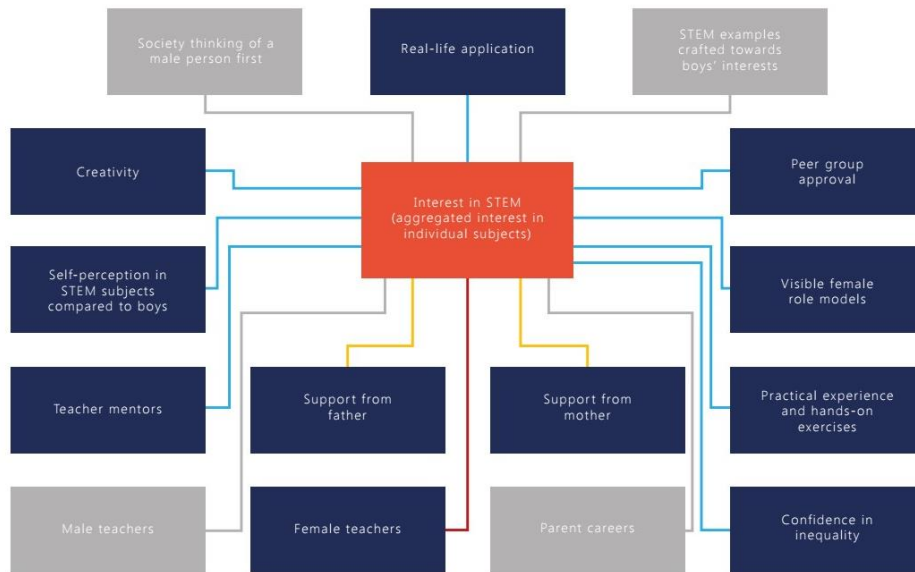 Society thinking of a
male person first
Real-life application
STEM examples
crafted towards
boys' interests
Creativity
Interest in STEM
(aggregated interest in
individual subjects)
Peer group
approval
Self-perception in
STEM subjects
compared to boys
Visible female
role models
Teacher mentors
Support from
father
Support from
mother
Practical experience
and hands-on
exercises
Male teachers
Female teachers
Parent careers
Confidence in
inequality